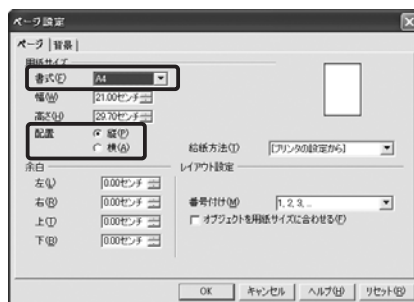 ページ設定
ページ 背景
用紙サイズ
書式(F) A4
幅(W) 21.00センチ
高さ(H) 29.70センチ
配置 縦(P)
横(A)
給紙方法(T) [プリンタの設定から]
余白
レイアウト設定
左(L) 0.00センチ
右(R) 0.00センチ
番号付け(M) 1, 2, 3, ...
上(T) 0.00センチ
オブジェクトを用紙サイズに合わせる(F)
下(B) 0.00センチ
OK キャンセル ヘルプ(H) リセット(R)